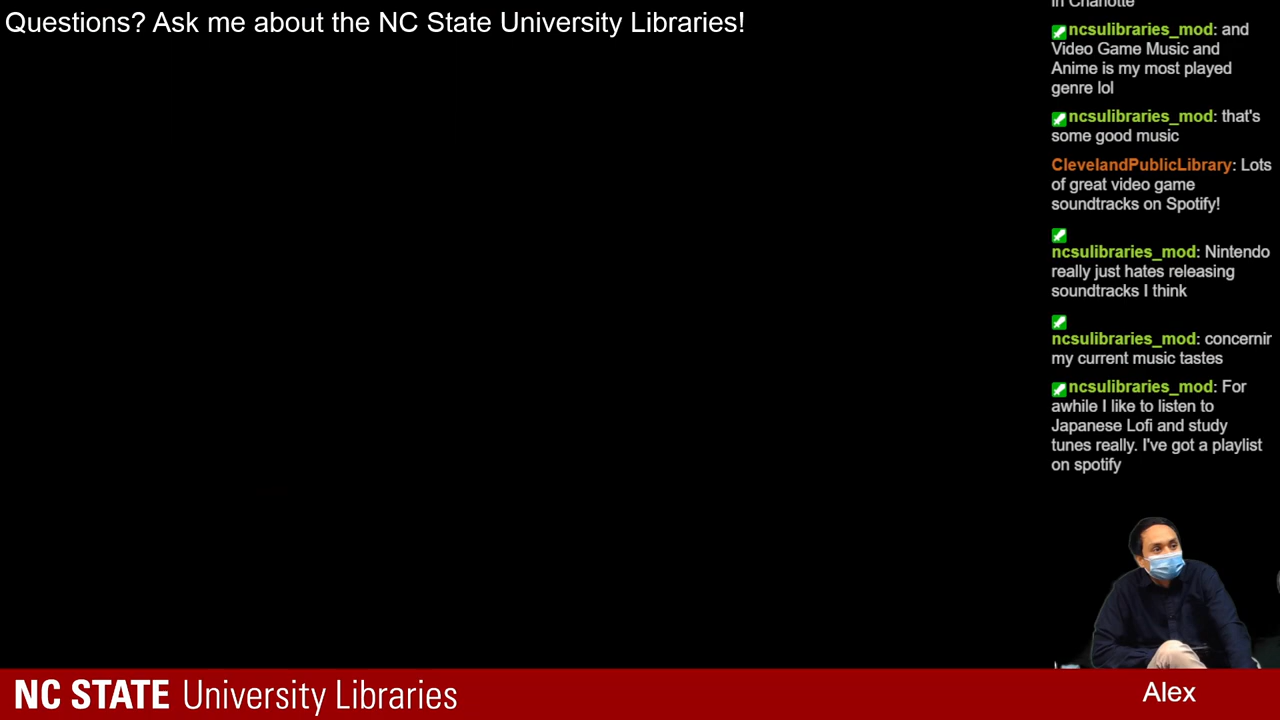 Questions? Ask me about the NC State University Libraries!
in Charlotte
ncsulibraries_mod: and
Video Game Music and
Anime is my most played
genre lol
ncsulibraries_mod: that's
some good music
ClevelandPublicLibrary: Lots
of great video game
soundtracks on Spotify!
ncsulibraries_mod: Nintendo
really just hates releasing
soundtracks I think
ncsulibraries_mod: concernir
my current music tastes
ncsulibraries_mod: For
awhile I like to listen to
Japanese Lofi and study
tunes really. I've got a playlist
on spotify
NC STATE University Libraries
Alex